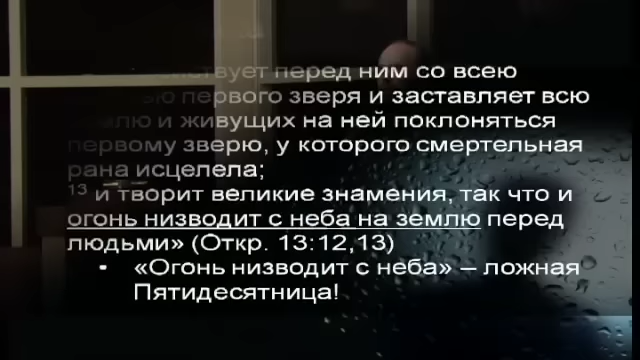 перед ним со всею
первого зверя и заставляет всю
и живущих на ней поклоняться
первому зверю, у которого смертельная
рана исцелела;
13 и творит великие знамения, так что и
огонь низводит с неба на землю перед
людьми» (Откр. 13:12,13)
• «Огонь низводит с неба» – ложная
Пятидесятница!